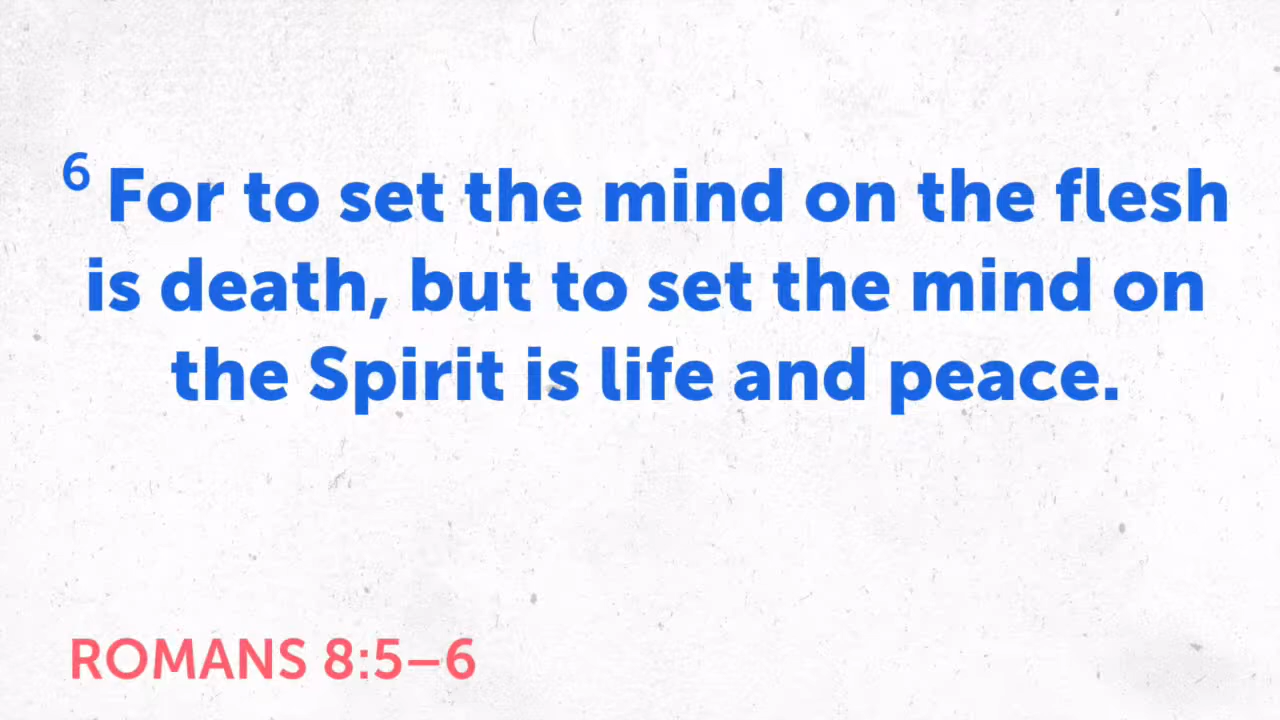 6 For to set the mind on the flesh
is death, but to set the mind on
the Spirit is life and peace.
ROMANS 8:5–6